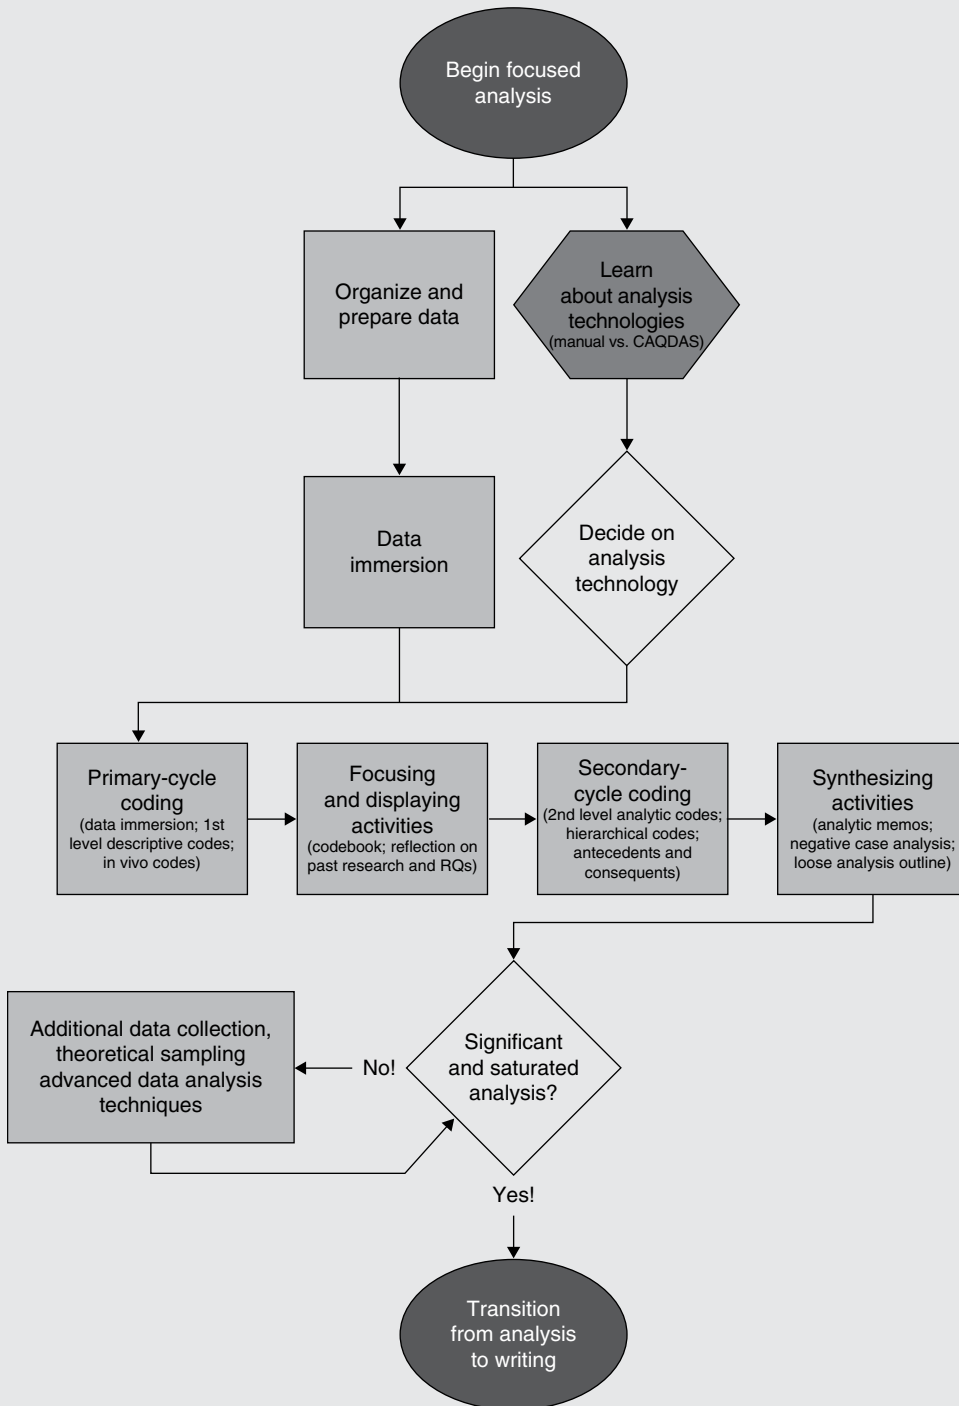 Begin focused
analysis
Organize and
prepare data
Learn
about analysis
technologies
(manual vs. CAQDAS)
Data
immersion
Decide on
analysis
technology
Primary-cycle
coding
(data immersion; 1st
level descriptive codes;
in vivo codes)
Focusing
and displaying
activities
(codebook; reflection on
past research and RQs)
Secondary-
cycle coding
(2nd level analytic codes;
hierarchical codes;
antecedents and
consequents)
Synthesizing
activities
(analytic memos;
negative case analysis;
loose analysis outline)
Additional data collection,
theoretical sampling
advanced data analysis
techniques
No!
Significant
and saturated
analysis?
Yes!
Transition
from analysis
to writing